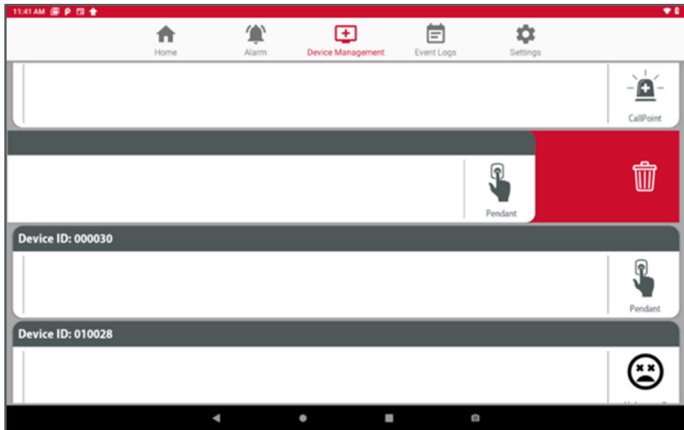 11:41 AM
Home Alarm Device Management Event Logs Settings
CallPoint
Pendant
Device ID: 000030
Pendant
Device ID: 010028